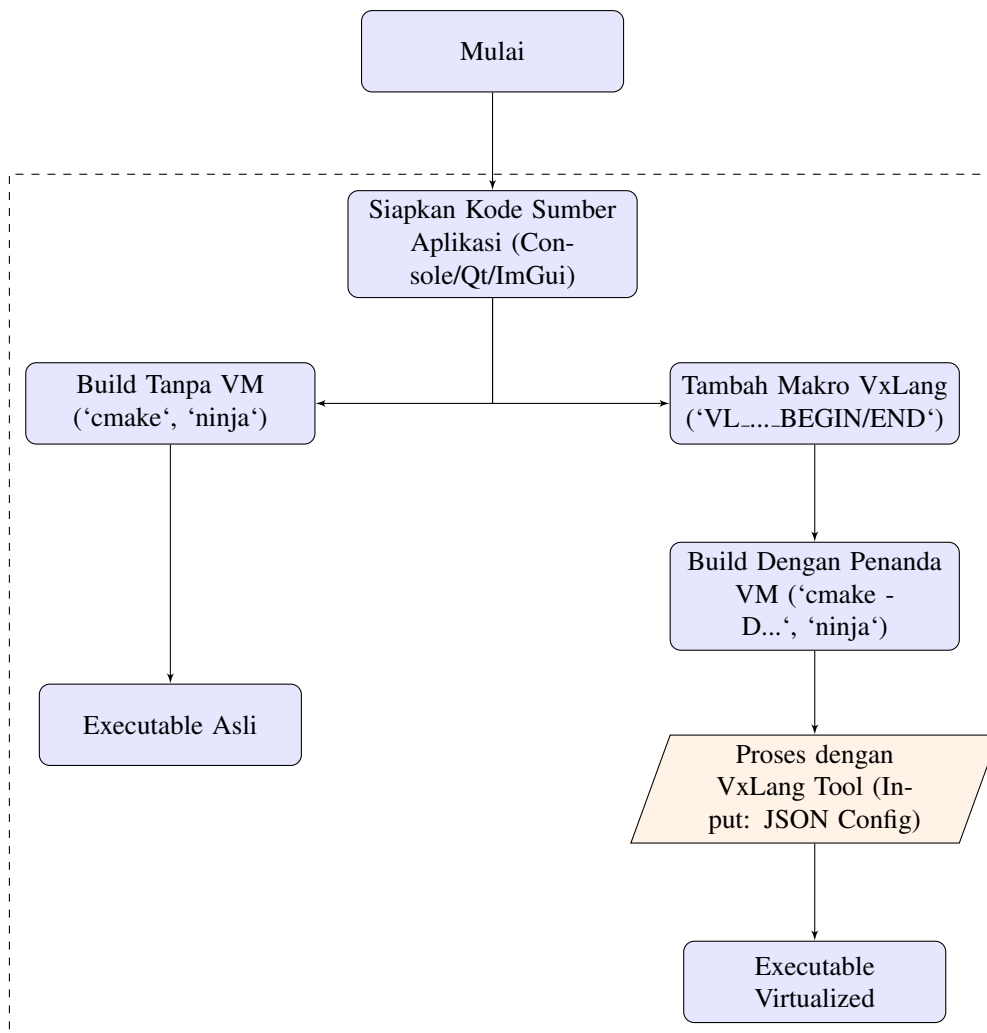 Mulai
Siapkan Kode Sumber
Aplikasi (Con-
sole/Qt/ImGui)
Build Tanpa VM
(‘cmake‘, ‘ninja‘)
Tambah Makro VxLang
(‘VL_..._BEGIN/END‘)
Build Dengan Penanda
VM (‘cmake -
D...‘, ‘ninja‘)
Executable Asli
Proses dengan
VxLang Tool (In-
put: JSON Config)
Executable
Virtualized